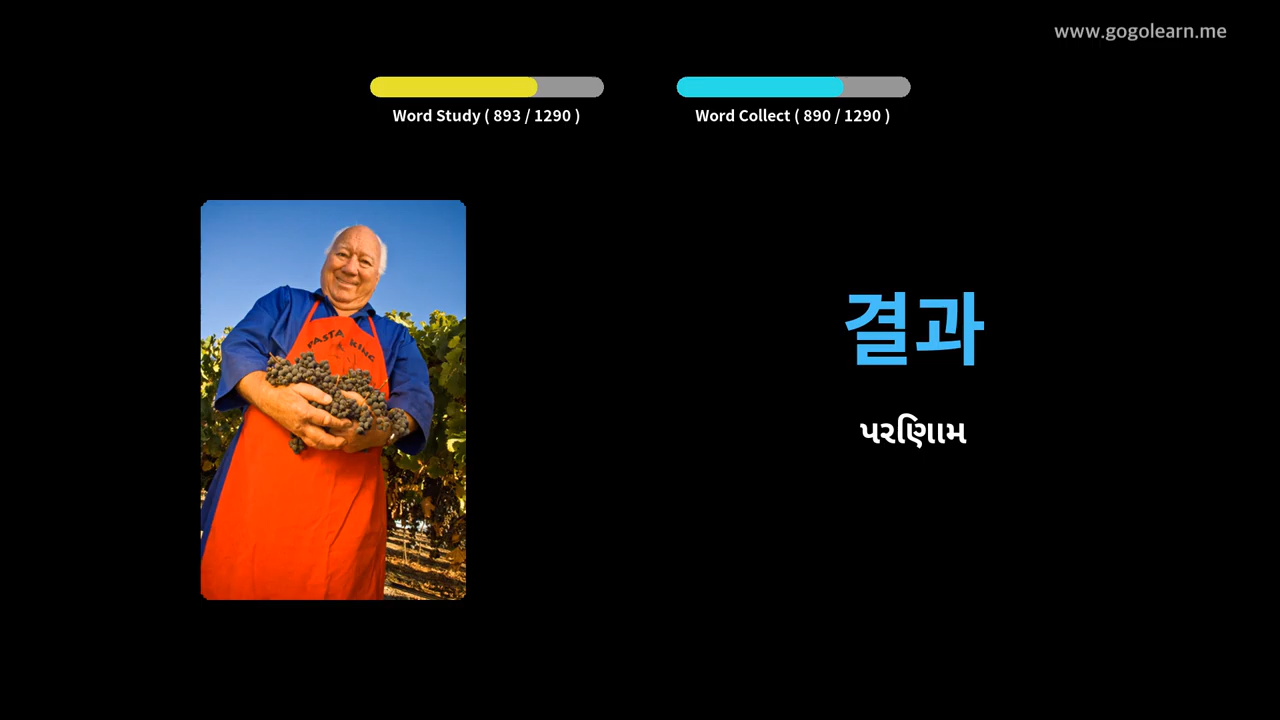 www.gogolearn.me
Word Study ( 893 / 1290 )
Word Collect ( 890 / 1290 )
PASTA KING
결과
પરિણામ